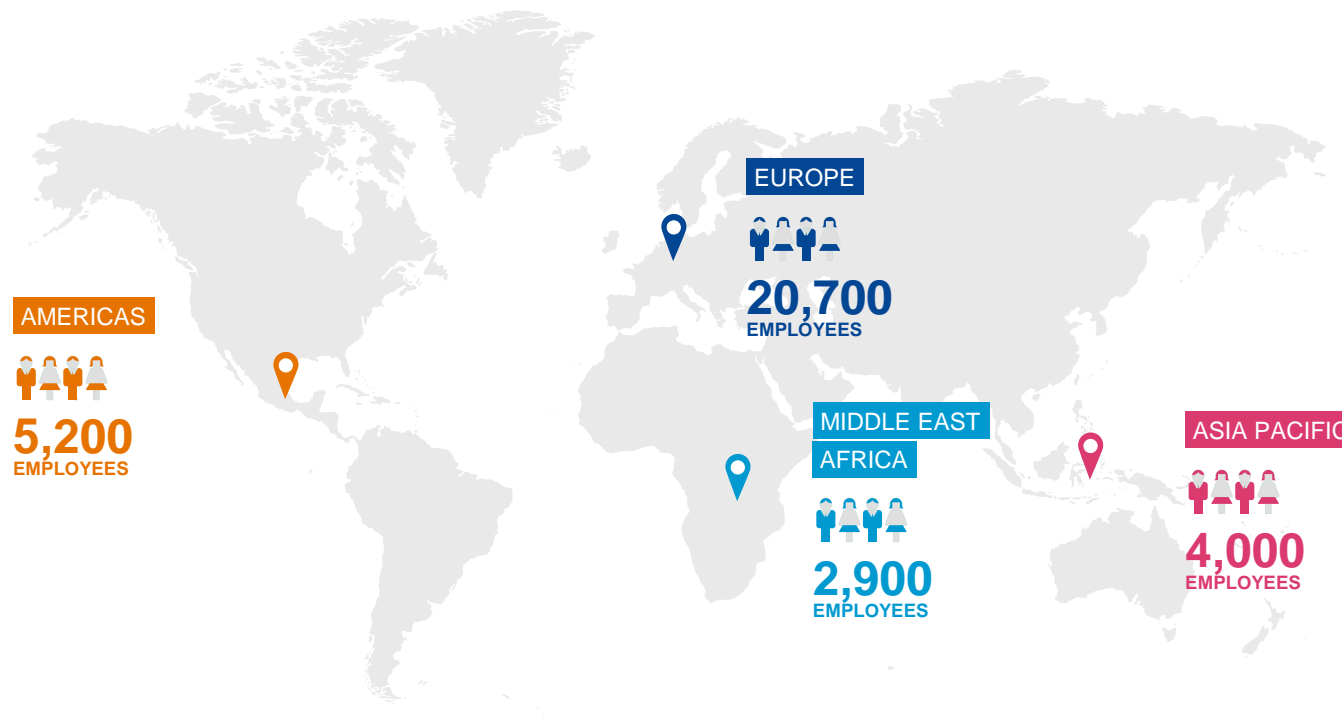 EUROPE
20,700
EMPLOYEES
AMERICAS
5,200
EMPLOYEES
MIDDLE EAST
AFRICA
2,900
EMPLOYEES
ASIA PACIFIC
4,000
EMPLOYEES